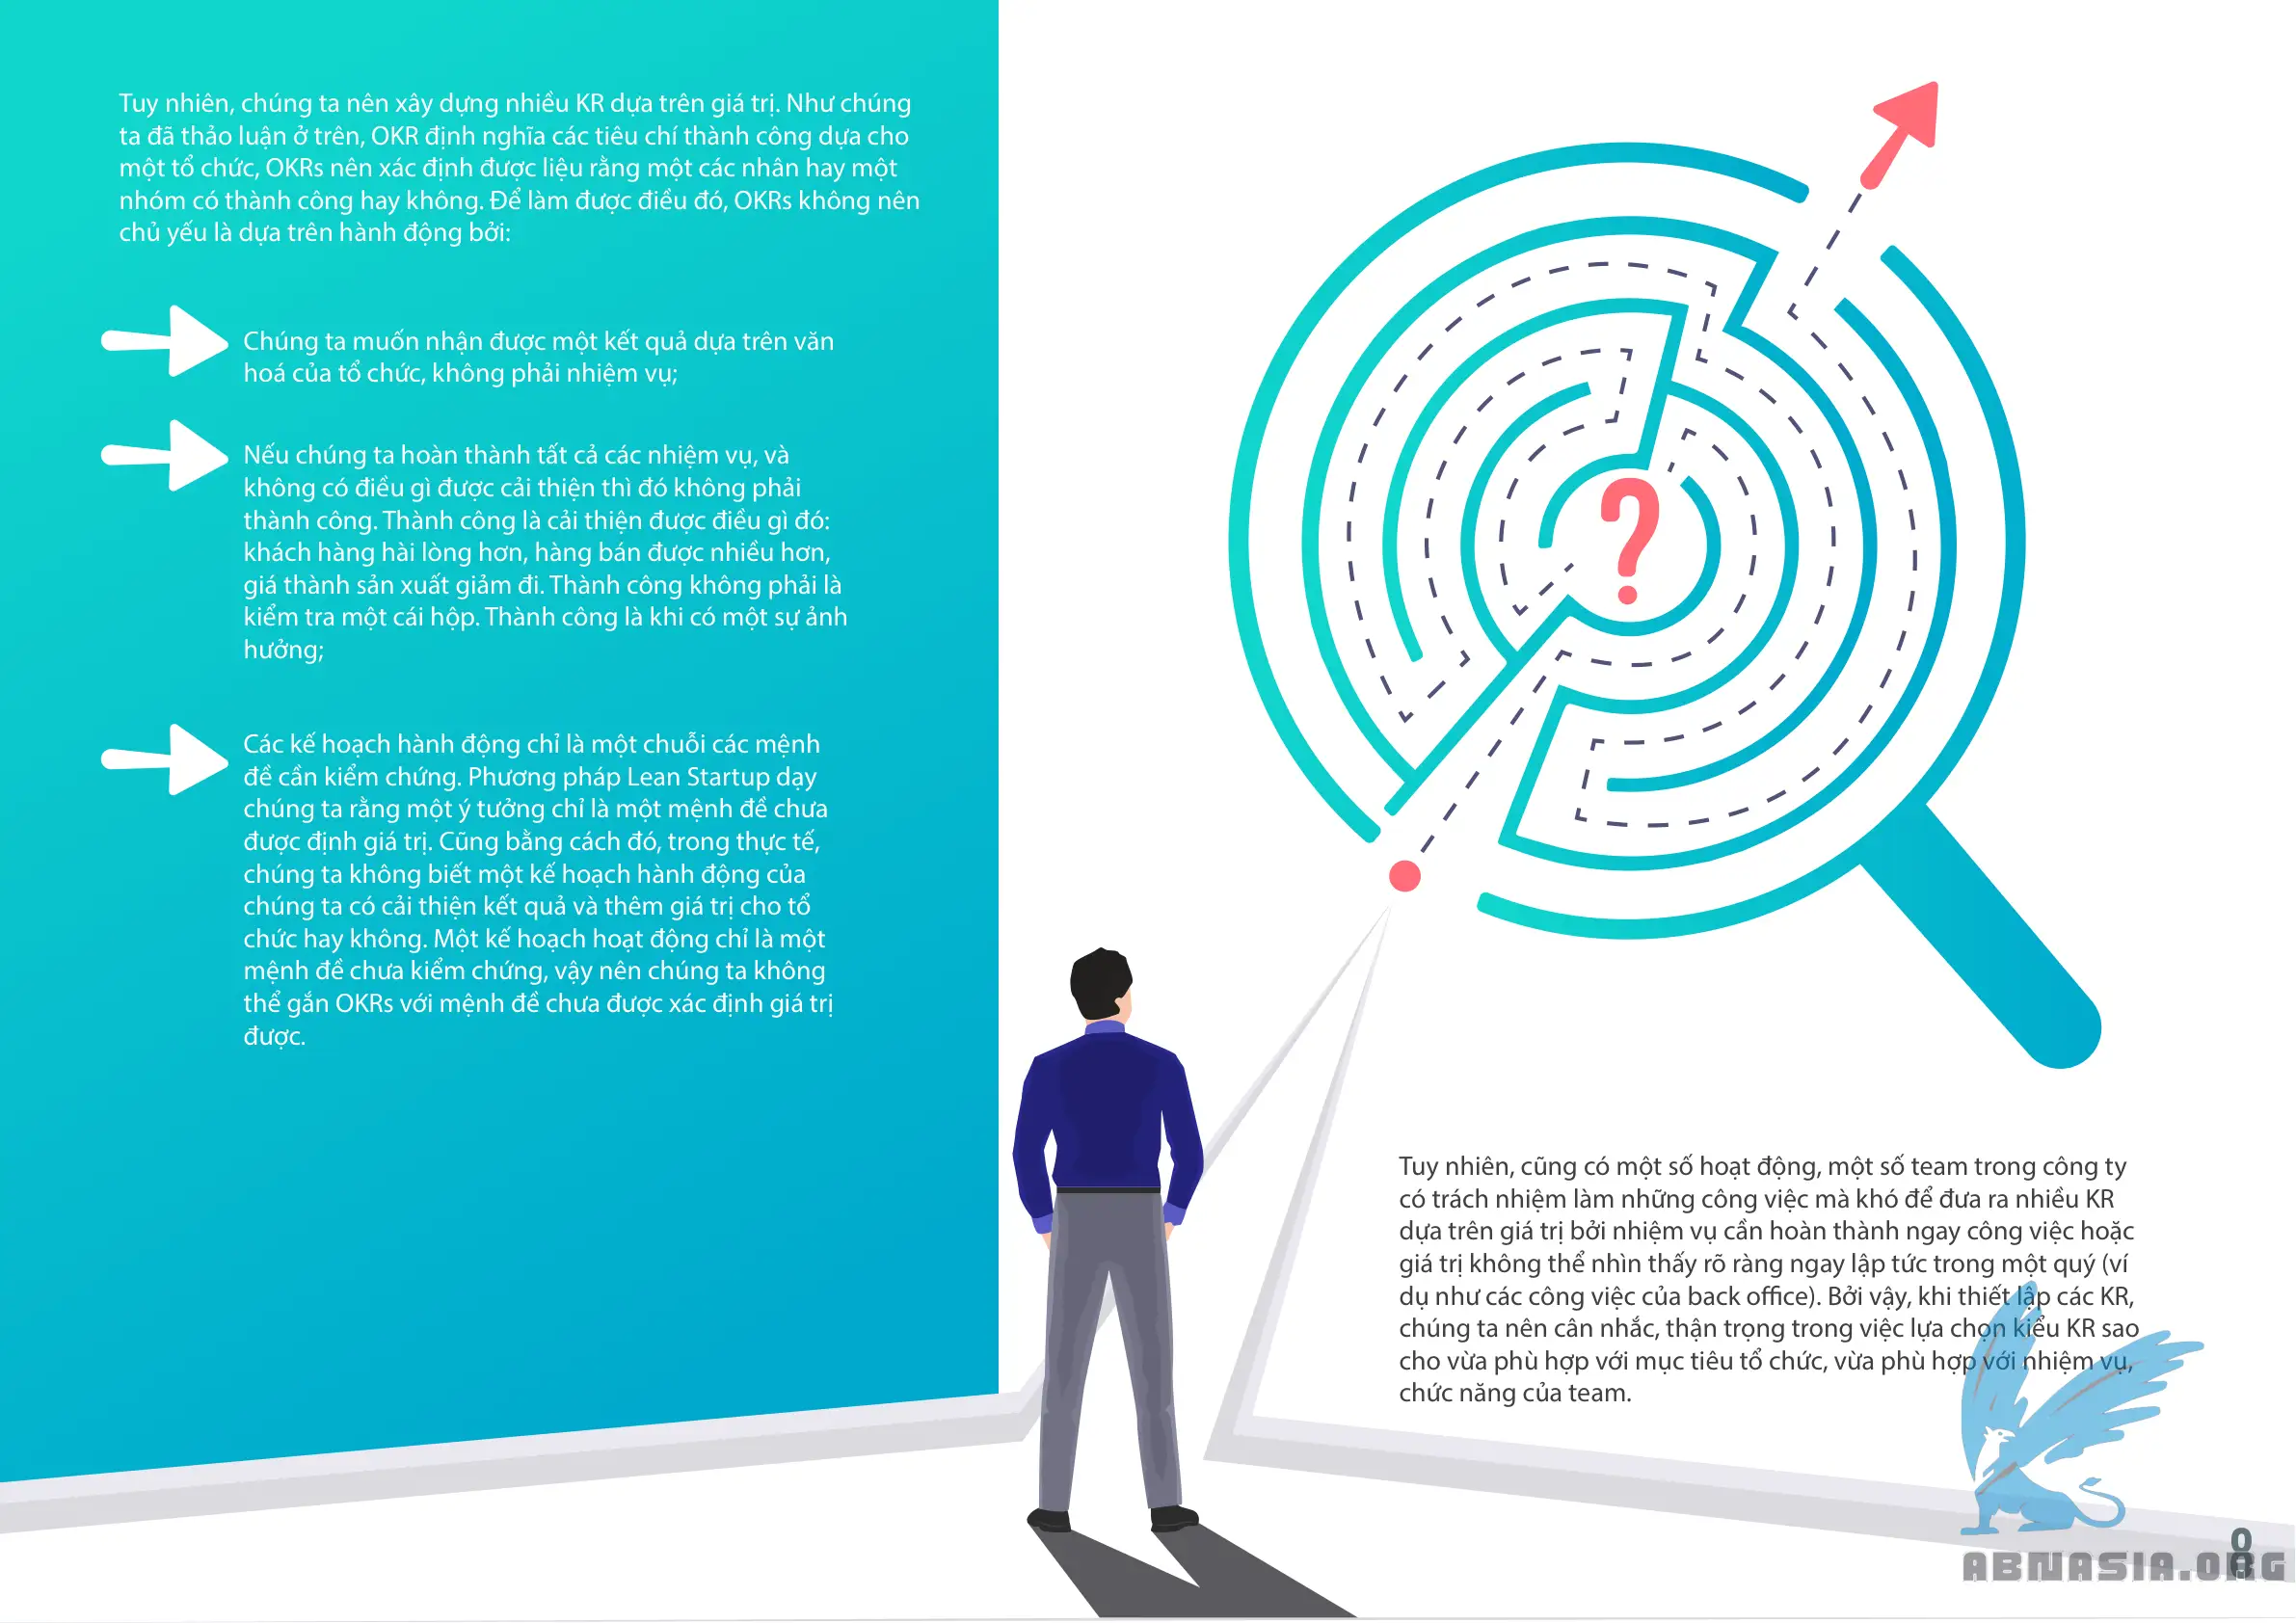 Tuy nhiên, chúng ta nên xây dựng nhiều KR dựa trên giá trị. Như chúng
ta đã thảo luận ở trên, OKR định nghĩa các tiêu chí thành công dựa cho
một tổ chức, OKRs nên xác định được liệu rằng một các nhân hay một
nhóm có thành công hay không. Để làm được điều đó, OKRs không nên
chủ yếu là dựa trên hành động bởi:
Chúng ta muốn nhận được một kết quả dựa trên văn
hoá của tổ chức, không phải nhiệm vụ;
Nếu chúng ta hoàn thành tất cả các nhiệm vụ, và
không có điều gì được cải thiện thì đó không phải
thành công. Thành công là cải thiện được điều gì đó:
khách hàng hài lòng hơn, hàng bán được nhiều hơn,
giá thành sản xuất giảm đi. Thành công không phải là
kiểm tra một cái hộp. Thành công là khi có một sự ảnh
hưởng;
Các kế hoạch hành động chỉ là một chuỗi các mệnh
đề cần kiểm chứng. Phương pháp Lean Startup dạy
chúng ta rằng một ý tưởng chỉ là một mệnh đề chưa
được định giá trị. Cũng bằng cách đó, trong thực tế,
chúng ta không biết một kế hoạch hành động của
chúng ta có cải thiện kết quả và thêm giá trị cho tổ
chức hay không. Một kế hoạch hoạt động chỉ là một
mệnh đề chưa kiểm chứng, vậy nên chúng ta không
thể gắn OKRs với mệnh đề chưa được xác định giá trị
được.
?
Tuy nhiên, cũng có một số hoạt động, một số team trong công ty
có trách nhiệm làm những công việc mà khó để đưa ra nhiều KR
dựa trên giá trị bởi nhiệm vụ cần hoàn thành ngay công việc hoặc
giá trị không thể nhìn thấy rõ ràng ngay lập tức trong một quý (ví
dụ như các công việc của back office). Bởi vậy, khi thiết lập các KR,
chúng ta nên cân nhắc, thận trọng trong việc lựa chọn kiểu KR sao
cho vừa phù hợp với mục tiêu tổ chức, vừa phù hợp với nhiệm vụ,
chức năng của team.
0
ABNASIA.ORG